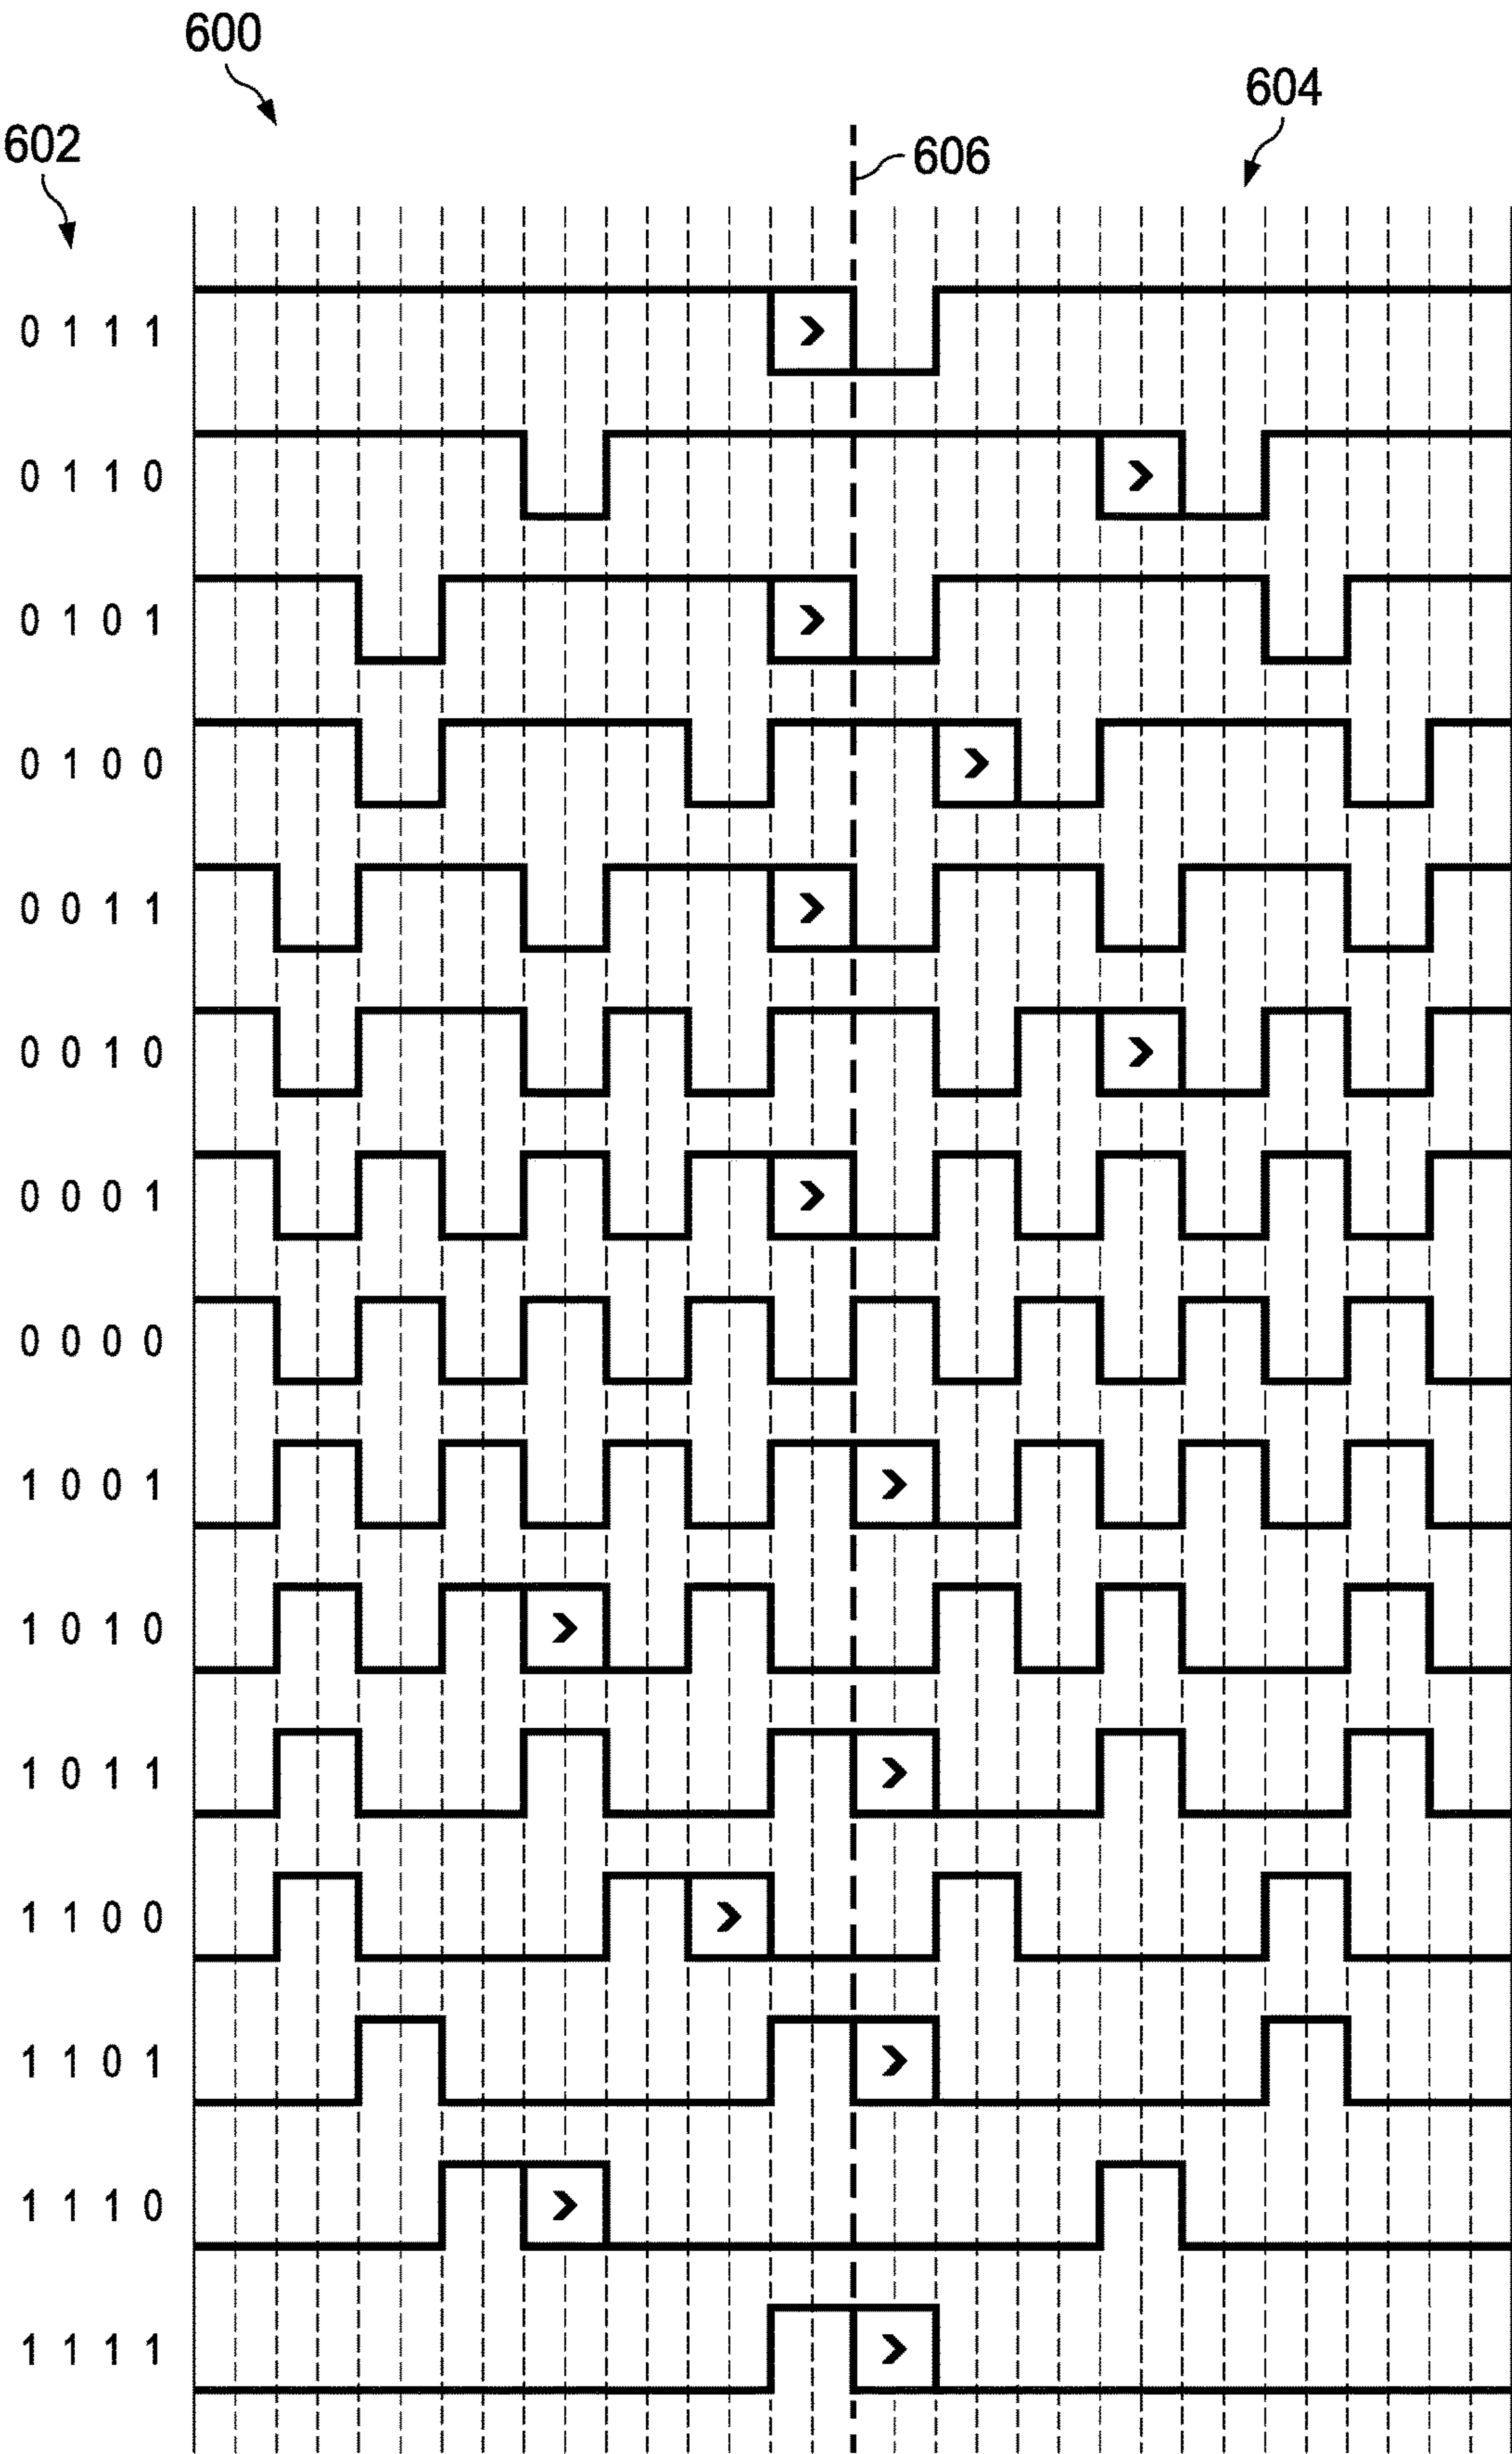 600
604
602
606
0 1 1 1 >
0 1 1 0 >
0 1 0 1 >
0 1 0 0 >
0 0 1 1 >
0 0 1 0 >
0 0 0 1 >
0 0 0 0
1 0 0 1 >
1 0 1 0 >
1 0 1 1 >
1 1 0 0 >
1 1 0 1 >
1 1 1 0 >
1 1 1 1 >